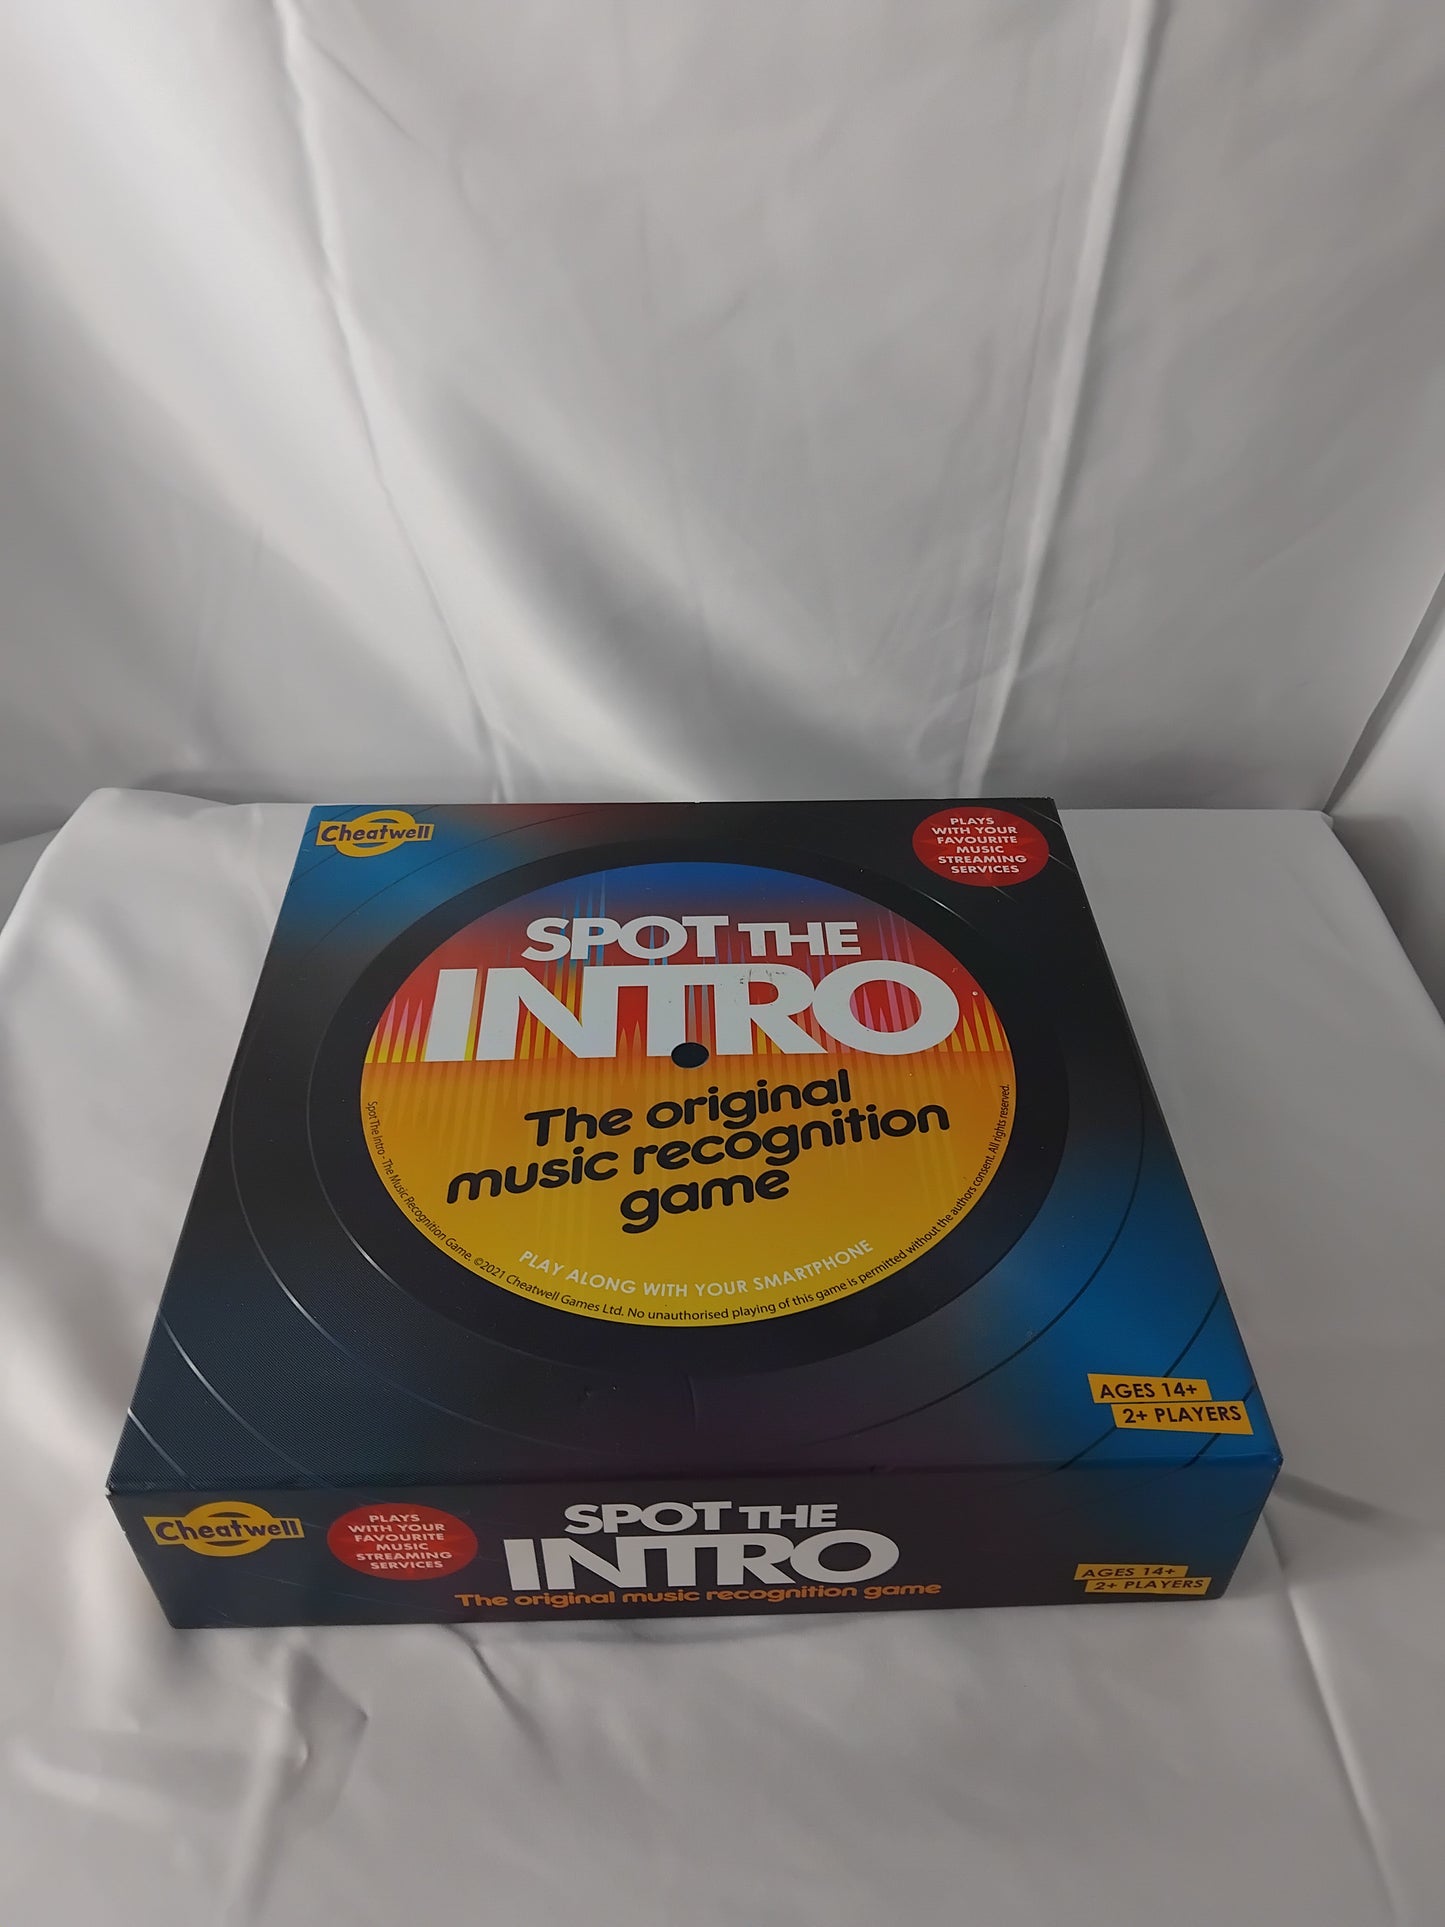 Cheatwell
PLAYS
WITH YOUR
FAVOURITE
MUSIC
STREAMING
SERVICES
SPOT THE
INTRO
The original
music recognition
game
PLAY ALONG WITH YOUR SMARTPHONE
Spot The Intro - The Music Recognition Game. ©2021 Cheatwell Games Ltd. No unauthorised playing of this game is permitted without the authors consent. All rights reserved.
AGES 14+
2+ PLAYERS
Cheatwell
PLAYS
WITH YOUR
FAVOURITE
MUSIC
STREAMING
SERVICES
SPOT THE
INTRO
The original music recognition game
AGES 14+
2+ PLAYERS